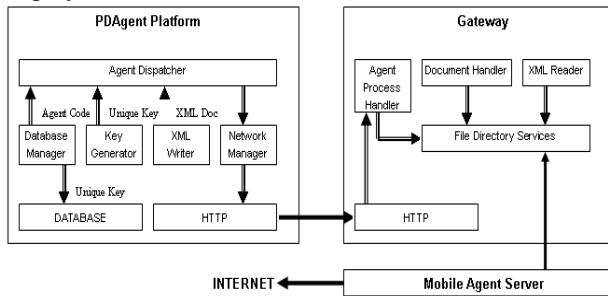 PDAgent Platform
Agent Dispatcher
Agent Code
Unique Key
XML Doc
Database
Manager
Key
Generator
XML
Writer
Network
Manager
Unique Key
DATABASE
HTTP
Gateway
Agent
Process
Handler
Document Handler
XML Reader
File Directory Services
HTTP
INTERNET
Mobile Agent Server